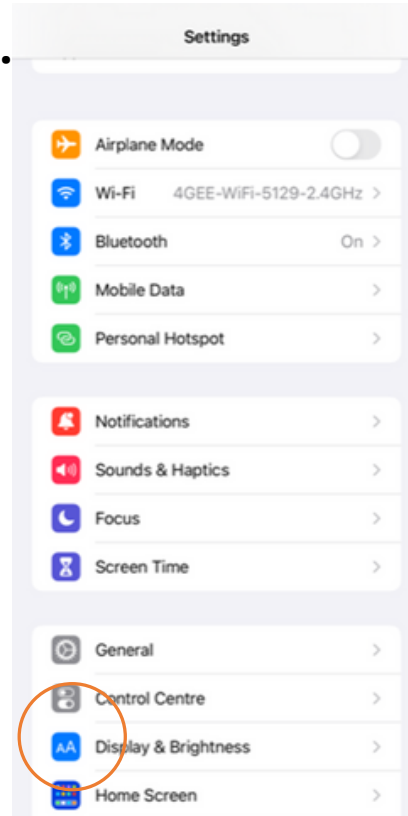 Settings
Airplane Mode
Wi-Fi 4GEE-WiFi-5129-2.4GHz
Bluetooth On
Mobile Data
Personal Hotspot
Notifications
Sounds & Haptics
Focus
Screen Time
General
Control Centre
AA Display & Brightness
Home Screen